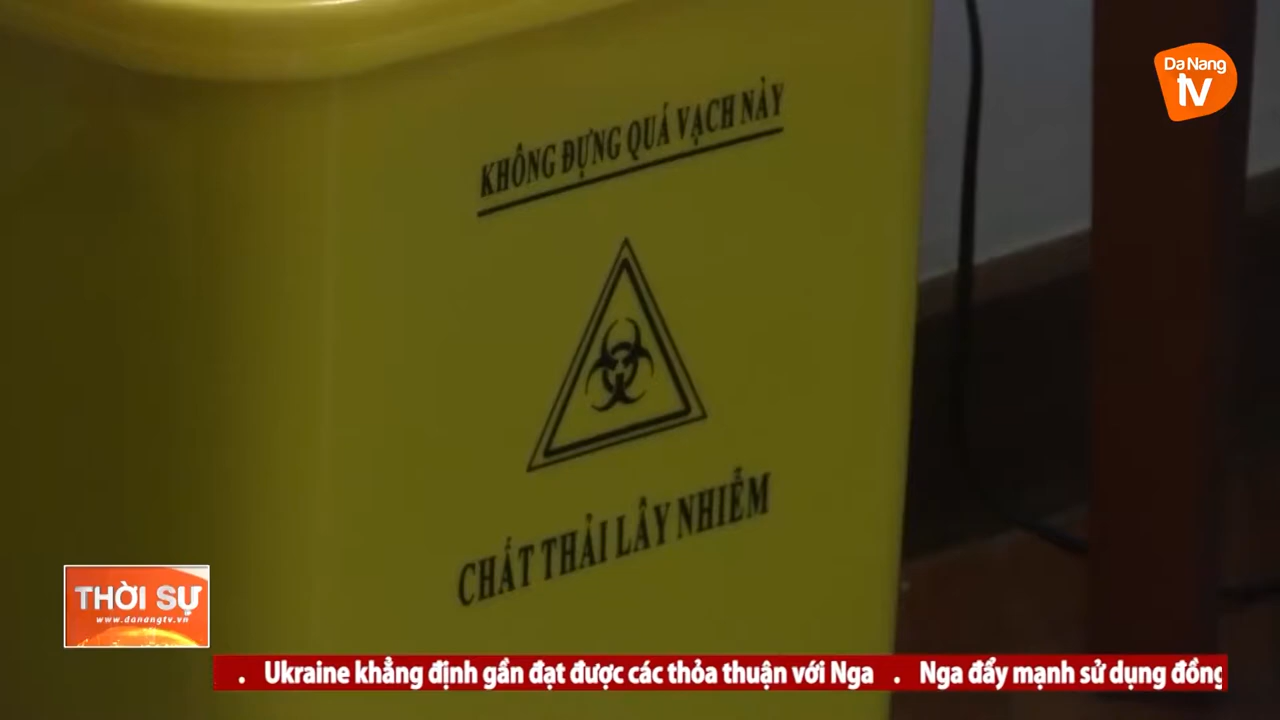 Da Nang
tv
KHÔNG ĐỰNG QUÁ VẠCH NÀY
CHẤT THẢI LÂY NHIỄM
THỜI SỰ
www.danangtv.vn
. Ukraine khẳng định gần đạt được các thỏa thuận với Nga . Nga đẩy mạnh sử dụng đồng